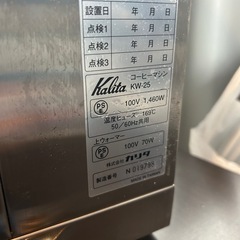 設置日 年 月 日
点検1 年 月 日
点検2 年 月 日
点検3 年 月 日
Kalita コーヒーマシン
KW-25
PS E 100V 1,460W
温度ヒューズ 169℃
50/60Hz共用
上ウォーマー
PS E 100V 70W
株式会社 カリタ
製造番号 N 019795